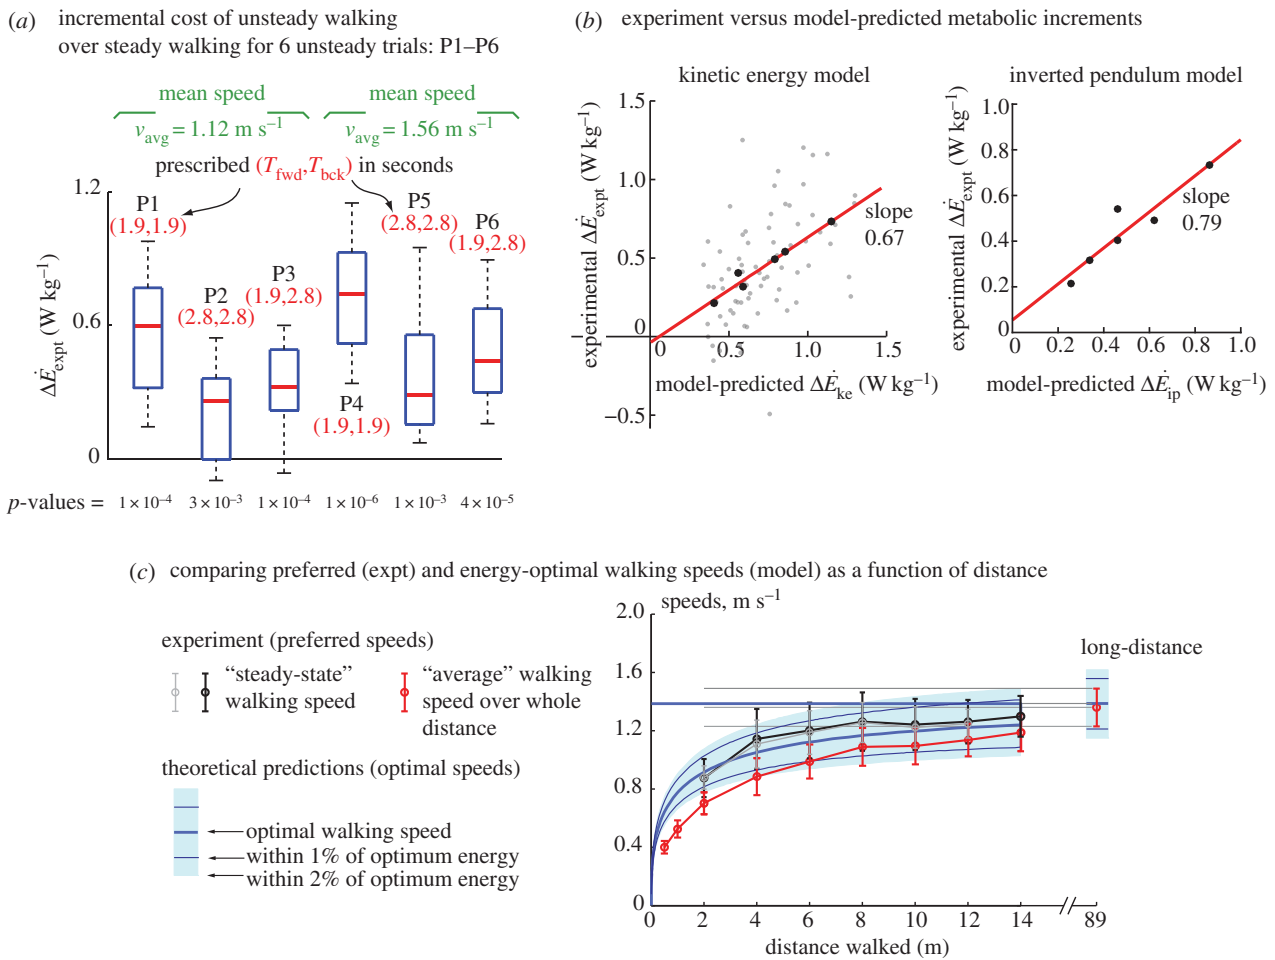 (a) incremental cost of unsteady walking
over steady walking for 6 unsteady trials: P1–P6
mean speed
v_avg = 1.12 m s⁻¹
mean speed
v_avg = 1.56 m s⁻¹
prescribed (T_fwd,T_bck) in seconds
1.2
0.6
0
ΔĖ_expt (W kg⁻¹)
P1
(1.9,1.9)
P2
(2.8,2.8)
P3
(1.9,2.8)
P4
(1.9,1.9)
P5
(2.8,2.8)
P6
(1.9,2.8)
p-values = 1 × 10⁻⁴ 3 × 10⁻³ 1 × 10⁻⁴ 1 × 10⁻⁶ 1 × 10⁻³ 4 × 10⁻⁵
(b) experiment versus model-predicted metabolic increments
kinetic energy model
experimental ΔĖ_expt (W kg⁻¹)
1.5
1.0
0.5
0
−0.5
0 0.5 1.0 1.5
slope
0.67
model-predicted ΔĖ_ke (W kg⁻¹)
inverted pendulum model
experimental ΔĖ_expt (W kg⁻¹)
1.0
0.8
0.6
0.4
0.2
0
0 0.2 0.4 0.6 0.8 1.0
slope
0.79
model-predicted ΔĖ_ip (W kg⁻¹)
(c) comparing preferred (expt) and energy-optimal walking speeds (model) as a function of distance
experiment (preferred speeds)
“steady-state”
walking speed
“average” walking
speed over whole
distance
theoretical predictions (optimal speeds)
optimal walking speed
within 1% of optimum energy
within 2% of optimum energy
speeds, m s⁻¹
2.0
1.6
1.2
0.8
0.4
0
0 2 4 6 8 10 12 14 89
long-distance
distance walked (m)